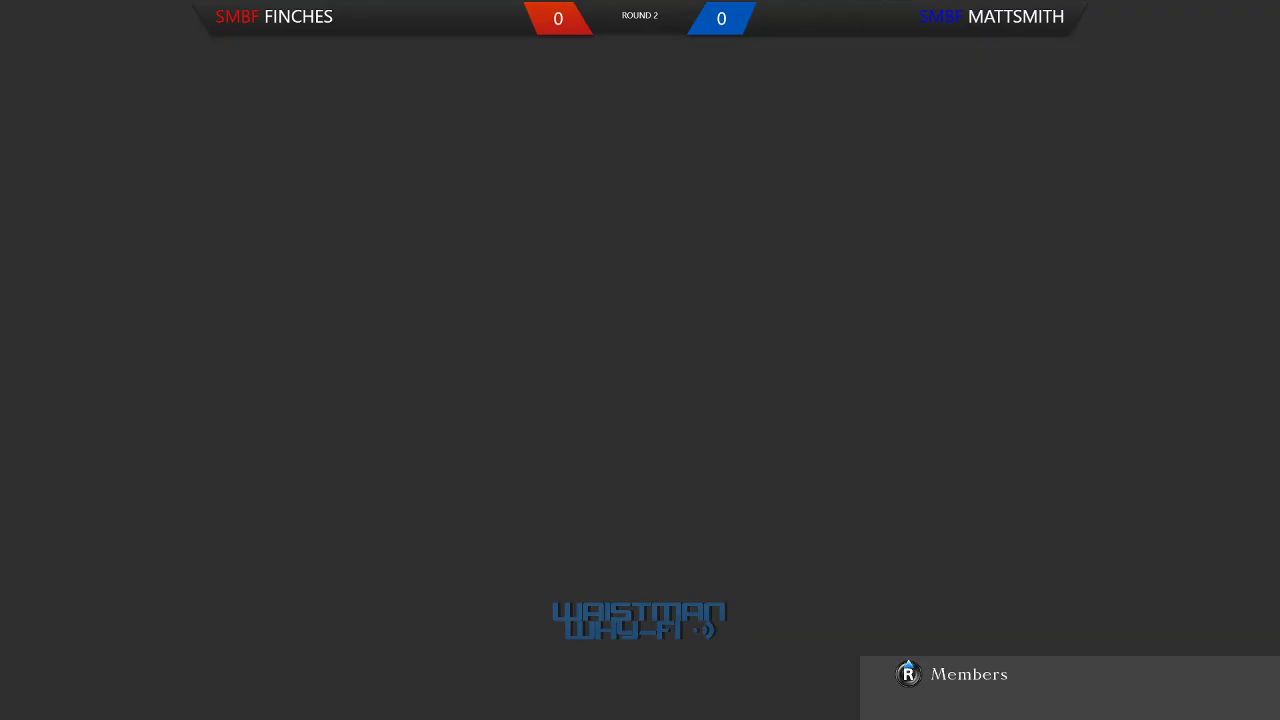 SMBF FINCHES 0 ROUND 2 0 SMBF MATTSMITH
WAISTMAN
WHY-FI
R Members